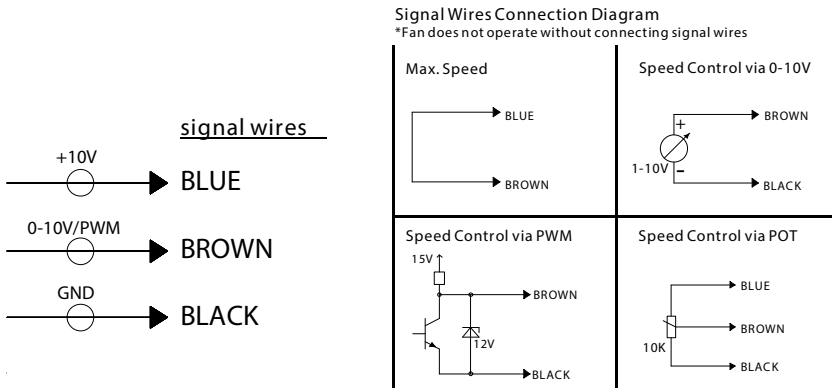 signal wires
+10V
BLUE
0-10V/PWM
BROWN
GND
BLACK
Signal Wires Connection Diagram
*Fan does not operate without connecting signal wires
Max. Speed
BLUE
BROWN
Speed Control via 0-10V
BROWN
+
1-10V
-
BLACK
Speed Control via PWM
15V
BROWN
12V
BLACK
Speed Control via POT
BLUE
BROWN
10K
BLACK